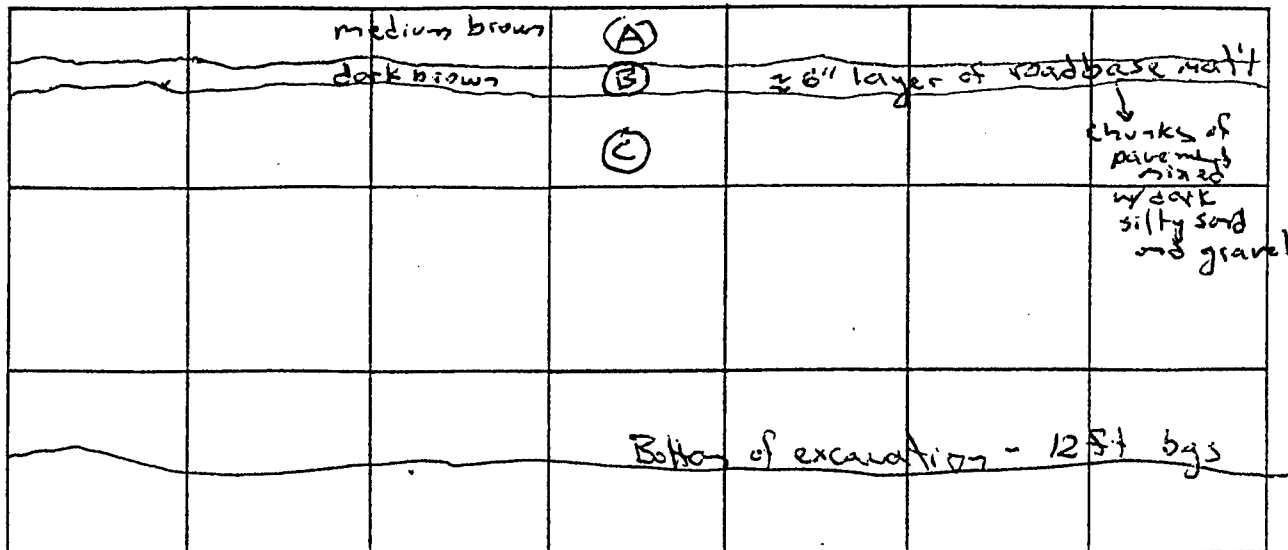 medium brown (A)
dark brown (B) ≈ 6" layer of roadbase mat'l
(C)
chunks of
pavement
mixed
w/ dark
silty sand
and gravel
Bottom of excavation - 12 ft bgs